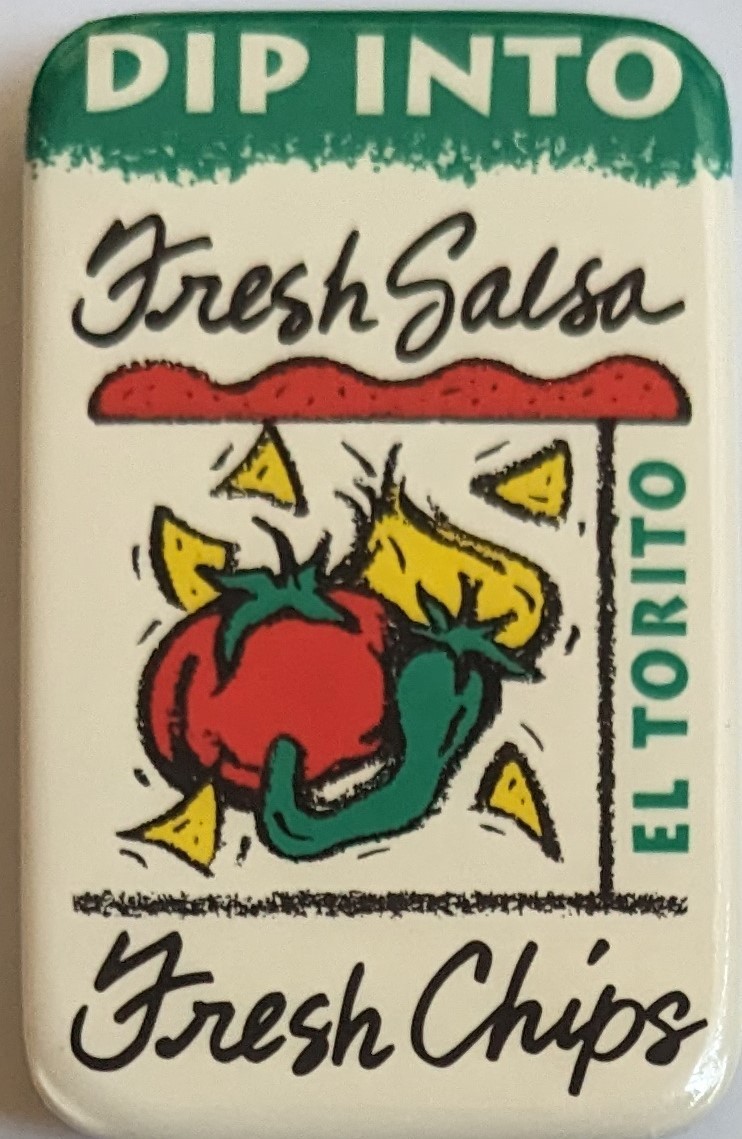 DIP INTO
Fresh Salsa
EL TORITO
Fresh Chips